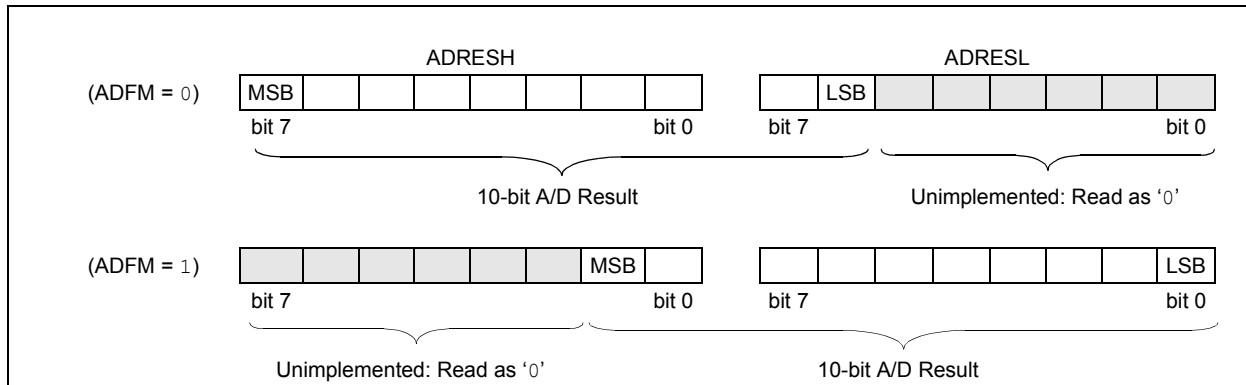 ADRESH ADRESL
(ADFM = 0) MSB LSB
bit 7 bit 0 bit 7 bit 0
10-bit A/D Result Unimplemented: Read as ‘0’
(ADFM = 1) MSB LSB
bit 7 bit 0 bit 7 bit 0
Unimplemented: Read as ‘0’ 10-bit A/D Result